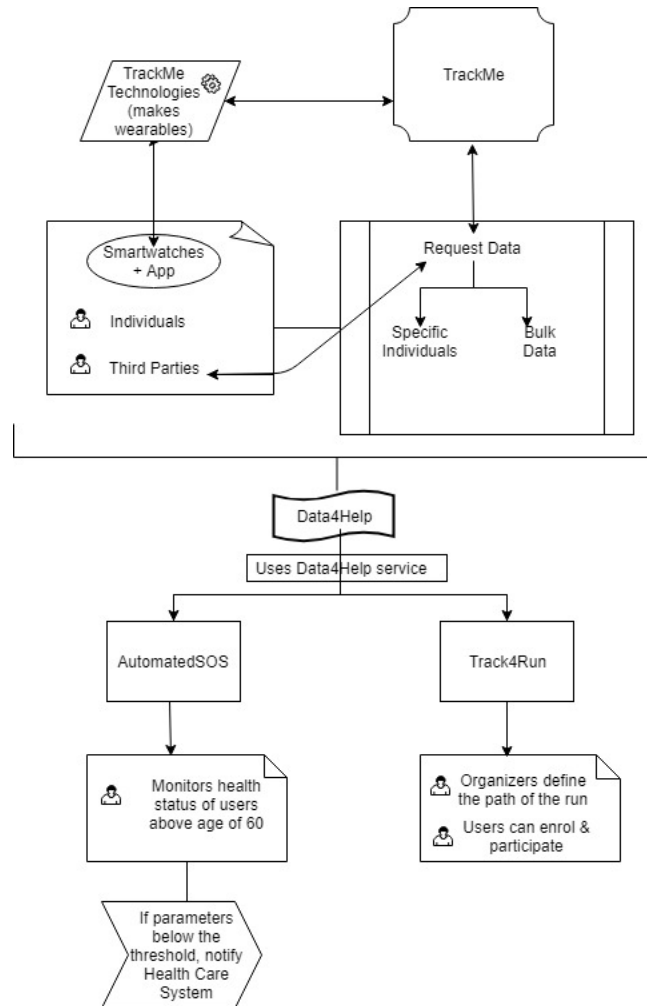 TrackMe
Technologies
(makes
wearables)
TrackMe
Smartwatches
+ App
Individuals
Third Parties
Request Data
Specific
Individuals
Bulk
Data
Data4Help
Uses Data4Help service
AutomatedSOS
Track4Run
Monitors health
status of users
above age of 60
Organizers define
the path of the run
Users can enrol &
participate
If parameters
below the
threshold, notify
Health Care
System